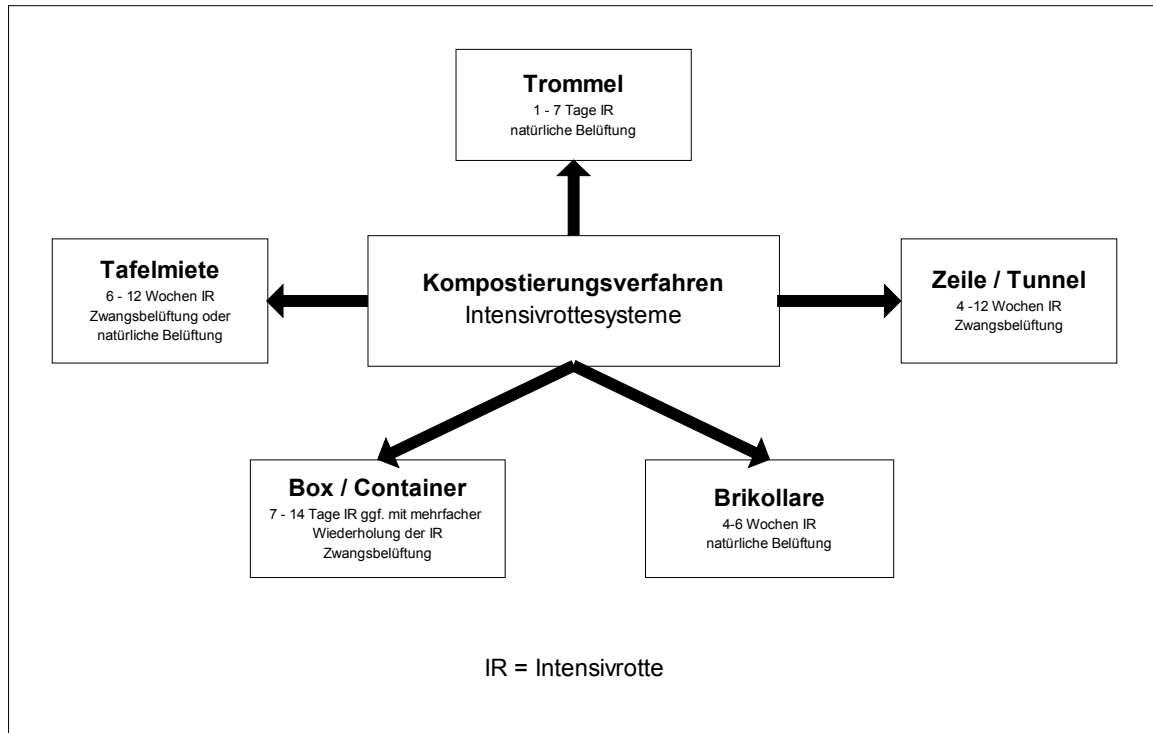 Trommel
1 - 7 Tage IR
natürliche Belüftung
Tafelmiete
6 - 12 Wochen IR
Zwangsbelüftung oder
natürliche Belüftung
Kompostierungsverfahren
Intensivrottesysteme
Zeile / Tunnel
4 -12 Wochen IR
Zwangsbelüftung
Box / Container
7 - 14 Tage IR ggf. mit mehrfacher
Wiederholung der IR
Zwangsbelüftung
Brikollare
4-6 Wochen IR
natürliche Belüftung
IR = Intensivrotte